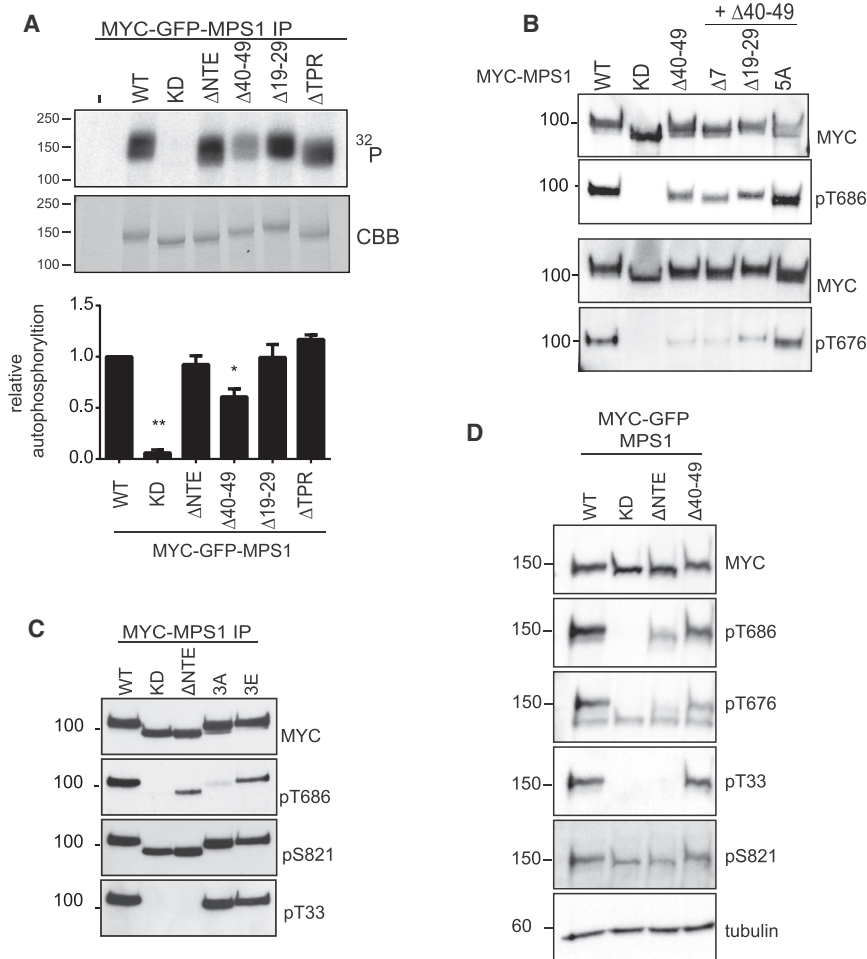 A
MYC-GFP-MPS1 IP
- WT KD ΔNTE Δ40-49 Δ19-29 ΔTPR
250
150
100
32P
250
150
100
CBB
relative autophosphoryltion
1.5
1.0
0.5
0.0
** *
WT KD ΔNTE Δ40-49 Δ19-29 ΔTPR
MYC-GFP-MPS1
B
+ Δ40-49
MYC-MPS1 WT KD Δ40-49 Δ7 Δ19-29 5A
100 MYC
100 pT686
100 MYC
100 pT676
C
MYC-MPS1 IP
WT KD ΔNTE 3A 3E
100 MYC
100 pT686
100 pS821
100 pT33
D
MYC-GFP
MPS1
WT KD ΔNTE Δ40-49
150 MYC
150 pT686
150 pT676
150 pT33
150 pS821
60 tubulin